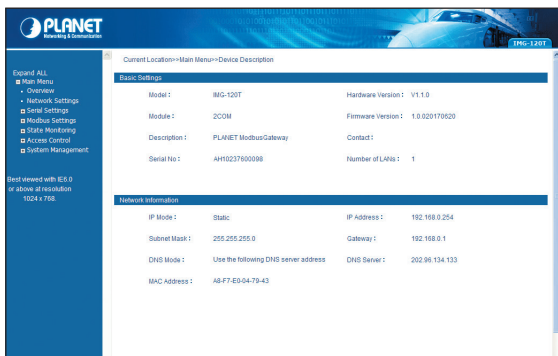 PLANET
Networking & Communication
IMG-120T
Current Location>>Main Menu>>Device Description
Expand ALL
Main Menu
Overview
Network Settings
Serial Settings
Modbus Settings
State Monitoring
Access Control
System Management
Best viewed with IE6.0
or above at resolution
1024 x 768.
Basic Settings
Model : IMG-120T Hardware Version : V1.1.0
Module : 2COM Firmware Version : 1.0.020170620
Description : PLANET ModbusGateway Contact :
Serial No : AH10237600098 Number of LANs : 1
Network Information
IP Mode : Static IP Address : 192.168.0.254
Subnet Mask : 255.255.255.0 Gateway : 192.168.0.1
DNS Mode : Use the following DNS server address DNS Server : 202.96.134.133
MAC Address : A8-F7-E0-04-79-43